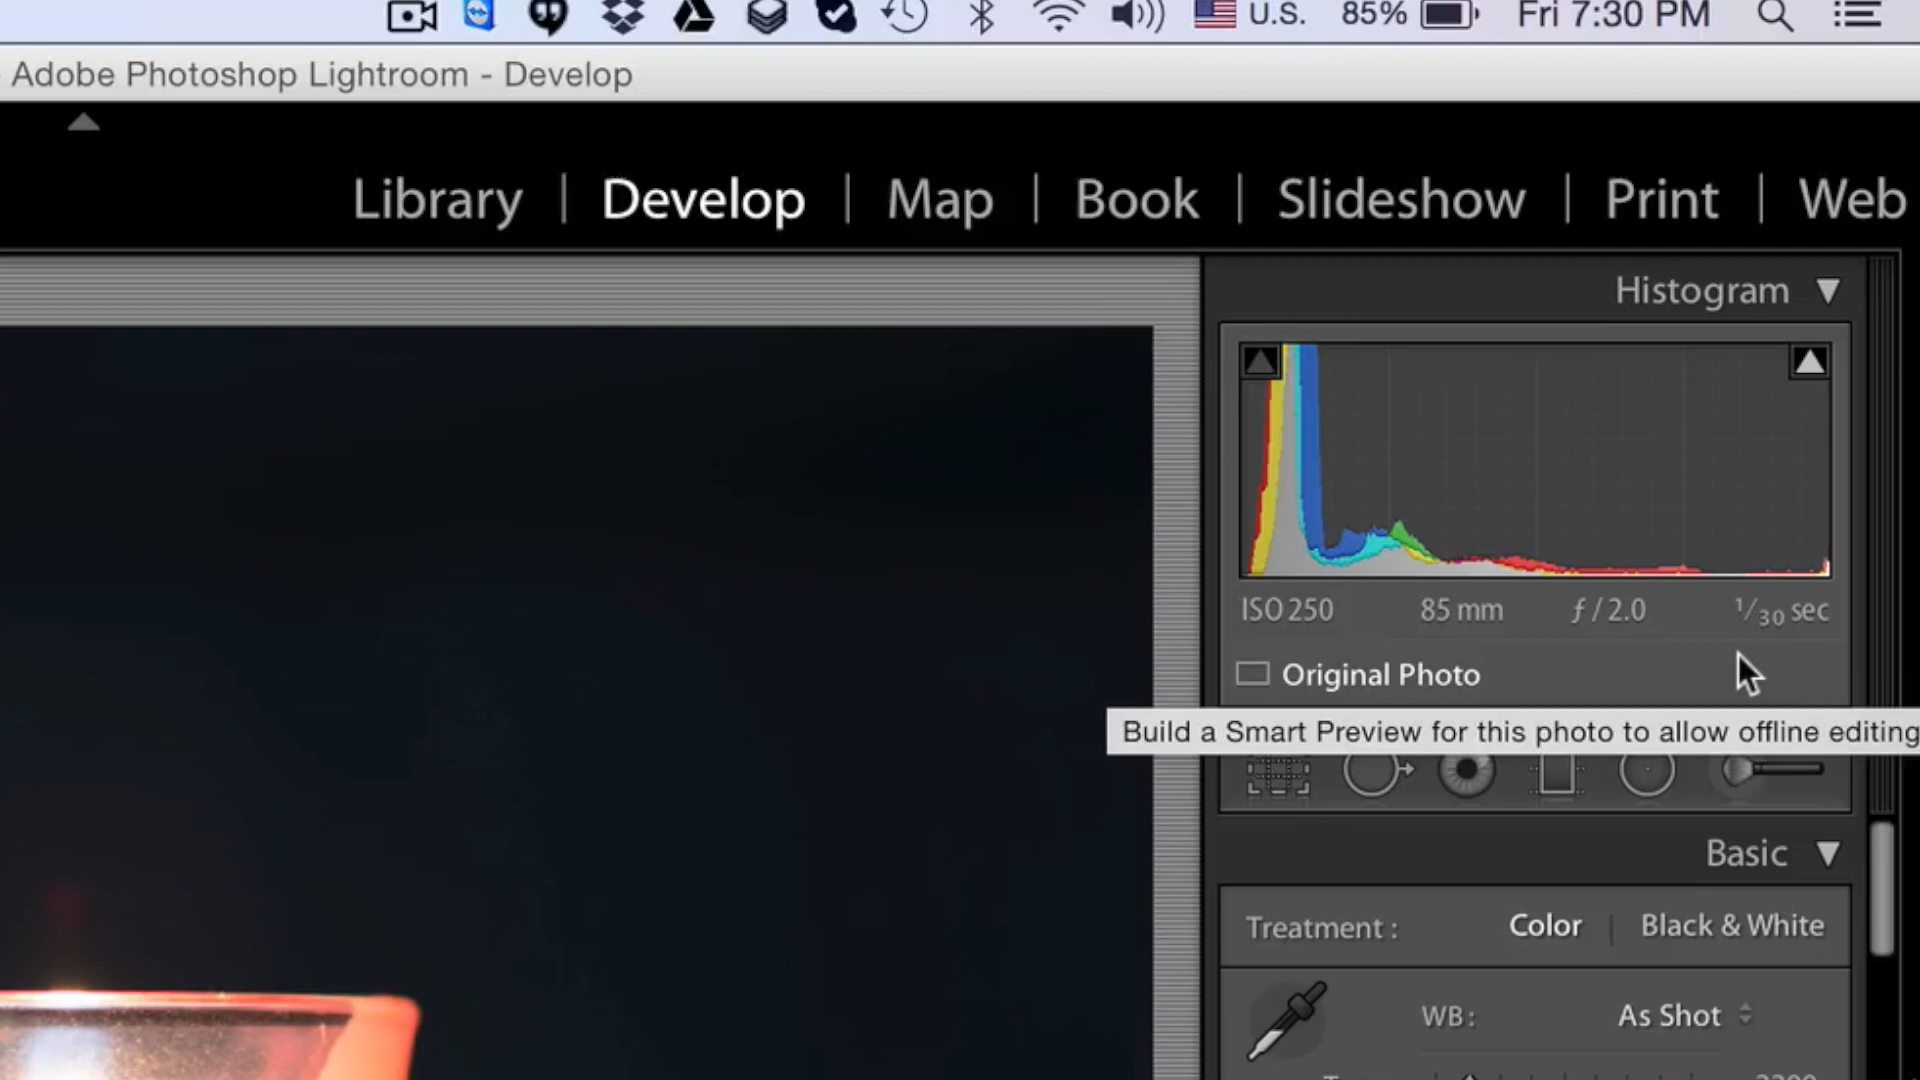 U.S. 85% Fri 7:30 PM
Adobe Photoshop Lightroom - Develop
Library | Develop | Map | Book | Slideshow | Print | Web
Histogram
ISO 250 85 mm ƒ / 2.0 1/30 sec
Original Photo
Build a Smart Preview for this photo to allow offline editing
Basic
Treatment : Color | Black & White
WB : As Shot